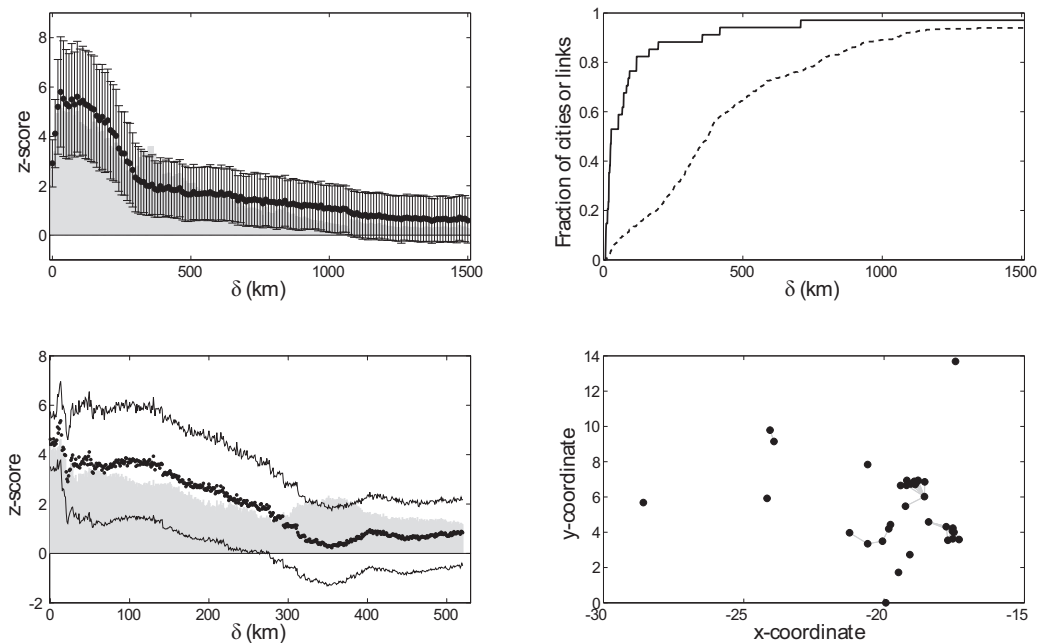 8
6
4
2
0
z-score
0 500 1000 1500
δ (km)
1
0.8
0.6
0.4
0.2
0
Fraction of cities or links
0 500 1000 1500
δ (km)
8
6
4
2
0
-2
z-score
0 100 200 300 400 500
δ (km)
14
12
10
8
6
4
2
0
y-coordinate
-30 -25 -20 -15
x-coordinate